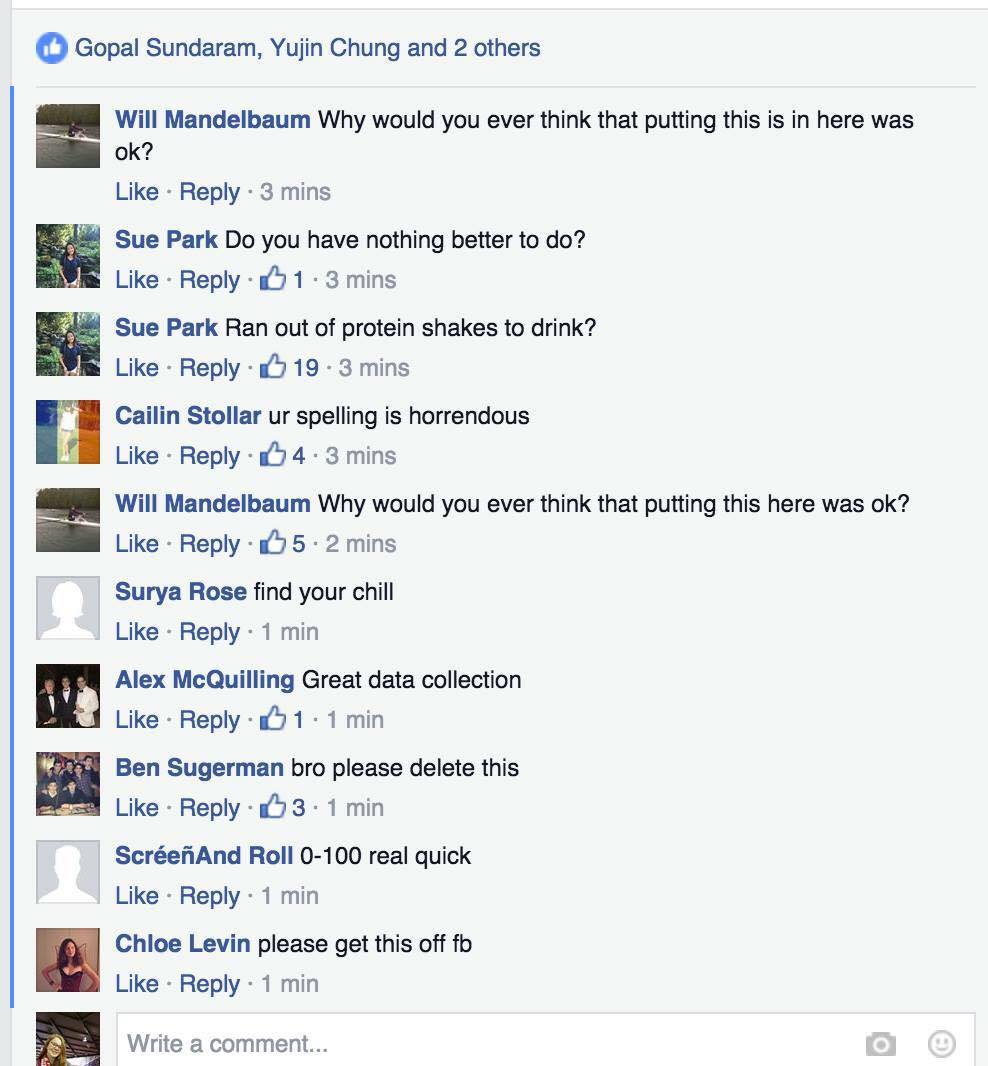 Gopal Sundaram, Yujin Chung and 2 others
Will Mandelbaum Why would you ever think that putting this is in here was
ok?
Like · Reply · 3 mins
Sue Park Do you have nothing better to do?
Like · Reply · 1 · 3 mins
Sue Park Ran out of protein shakes to drink?
Like · Reply · 19 · 3 mins
Cailin Stollar ur spelling is horrendous
Like · Reply · 4 · 3 mins
Will Mandelbaum Why would you ever think that putting this here was ok?
Like · Reply · 5 · 2 mins
Surya Rose find your chill
Like · Reply · 1 min
Alex McQuilling Great data collection
Like · Reply · 1 · 1 min
Ben Sugerman bro please delete this
Like · Reply · 3 · 1 min
ScréeñAnd Roll 0-100 real quick
Like · Reply · 1 min
Chloe Levin please get this off fb
Like · Reply · 1 min
Write a comment...